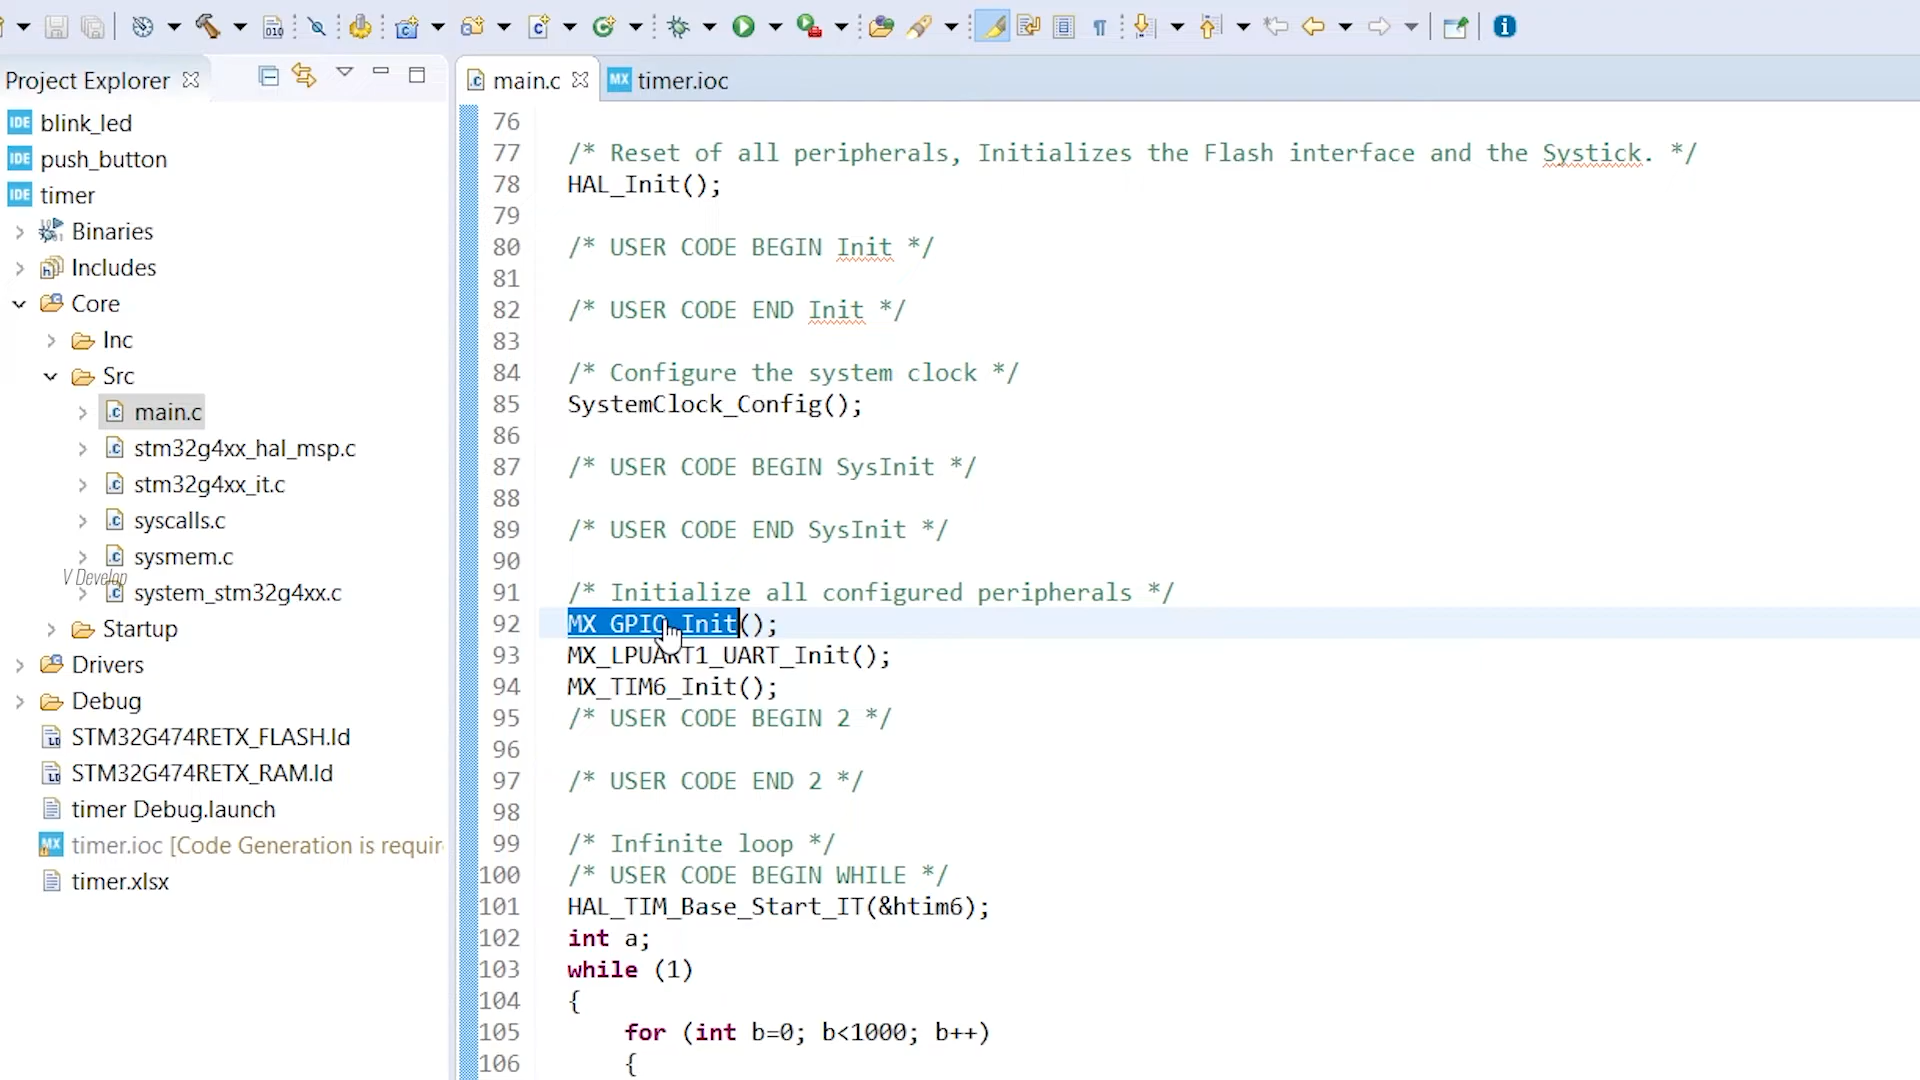 Project Explorer
blink_led
push_button
timer
Binaries
Includes
Core
Inc
Src
main.c
stm32g4xx_hal_msp.c
stm32g4xx_it.c
syscalls.c
sysmem.c
V Develop
system_stm32g4xx.c
Startup
Drivers
Debug
STM32G474RETX_FLASH.ld
STM32G474RETX_RAM.ld
timer Debug.launch
timer.ioc [Code Generation is requir
timer.xlsx
main.c
timer.ioc
76
77 /* Reset of all peripherals, Initializes the Flash interface and the Systick. */
78 HAL_Init();
79
80 /* USER CODE BEGIN Init */
81
82 /* USER CODE END Init */
83
84 /* Configure the system clock */
85 SystemClock_Config();
86
87 /* USER CODE BEGIN SysInit */
88
89 /* USER CODE END SysInit */
90
91 /* Initialize all configured peripherals */
92 MX_GPIO_Init();
93 MX_LPUART1_UART_Init();
94 MX_TIM6_Init();
95 /* USER CODE BEGIN 2 */
96
97 /* USER CODE END 2 */
98
99 /* Infinite loop */
100 /* USER CODE BEGIN WHILE */
101 HAL_TIM_Base_Start_IT(&htim6);
102 int a;
103 while (1)
104 {
105 for (int b=0; b<1000; b++)
106 {